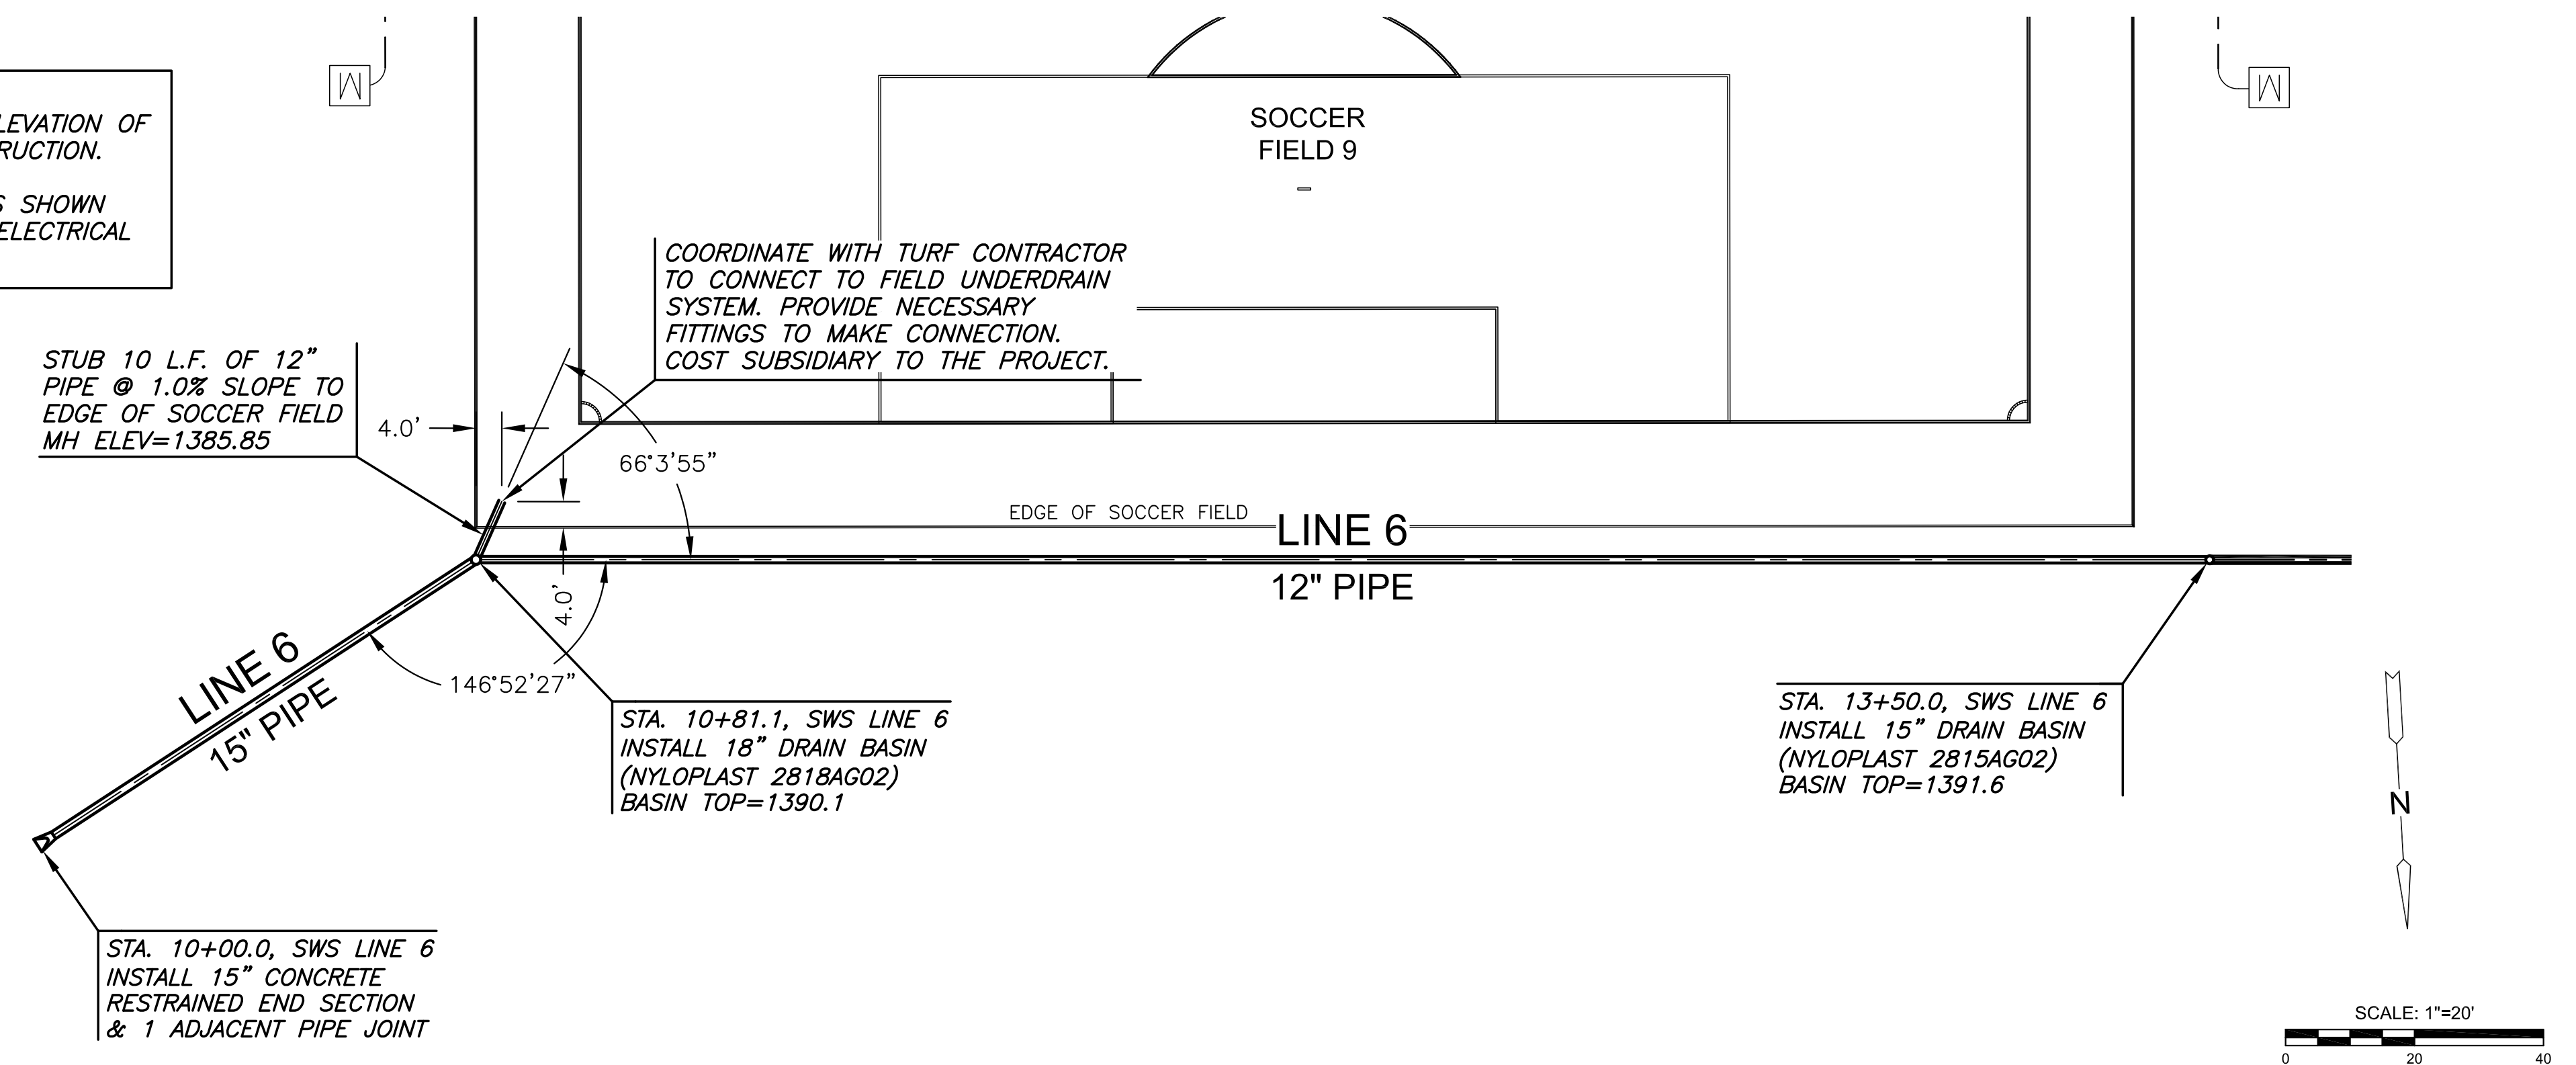 LEVATION OF
RUCTION.
S SHOWN
ELECTRICAL
SOCCER
FIELD 9
COORDINATE WITH TURF CONTRACTOR
TO CONNECT TO FIELD UNDERDRAIN
SYSTEM. PROVIDE NECESSARY
FITTINGS TO MAKE CONNECTION.
COST SUBSIDIARY TO THE PROJECT.
STUB 10 L.F. OF 12”
PIPE @ 1.0% SLOPE TO
EDGE OF SOCCER FIELD
MH ELEV=1385.85
4.0’
66°3’55”
EDGE OF SOCCER FIELD
LINE 6
12" PIPE
4.0’
146°52’27”
LINE 6
15" PIPE
STA. 10+81.1, SWS LINE 6
INSTALL 18” DRAIN BASIN
(NYLOPLAST 2818AG02)
BASIN TOP=1390.1
STA. 13+50.0, SWS LINE 6
INSTALL 15” DRAIN BASIN
(NYLOPLAST 2815AG02)
BASIN TOP=1391.6
N
STA. 10+00.0, SWS LINE 6
INSTALL 15” CONCRETE
RESTRAINED END SECTION
& 1 ADJACENT PIPE JOINT
SCALE: 1"=20'
0 20 40